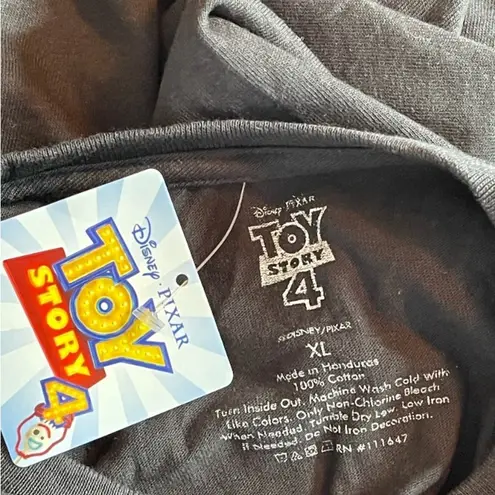 DISNEY · PIXAR
TOY
STORY
4
DISNEY · PIXAR
TOY
STORY
4
©DISNEY/PIXAR
XL
Made in Honduras
100% Cotton
Turn Inside Out. Machine Wash Cold With
Like Colors. Only Non-Chlorine Bleach
When Needed. Tumble Dry Low. Low Iron
If Needed. Do Not Iron Decoration.
RN #111647